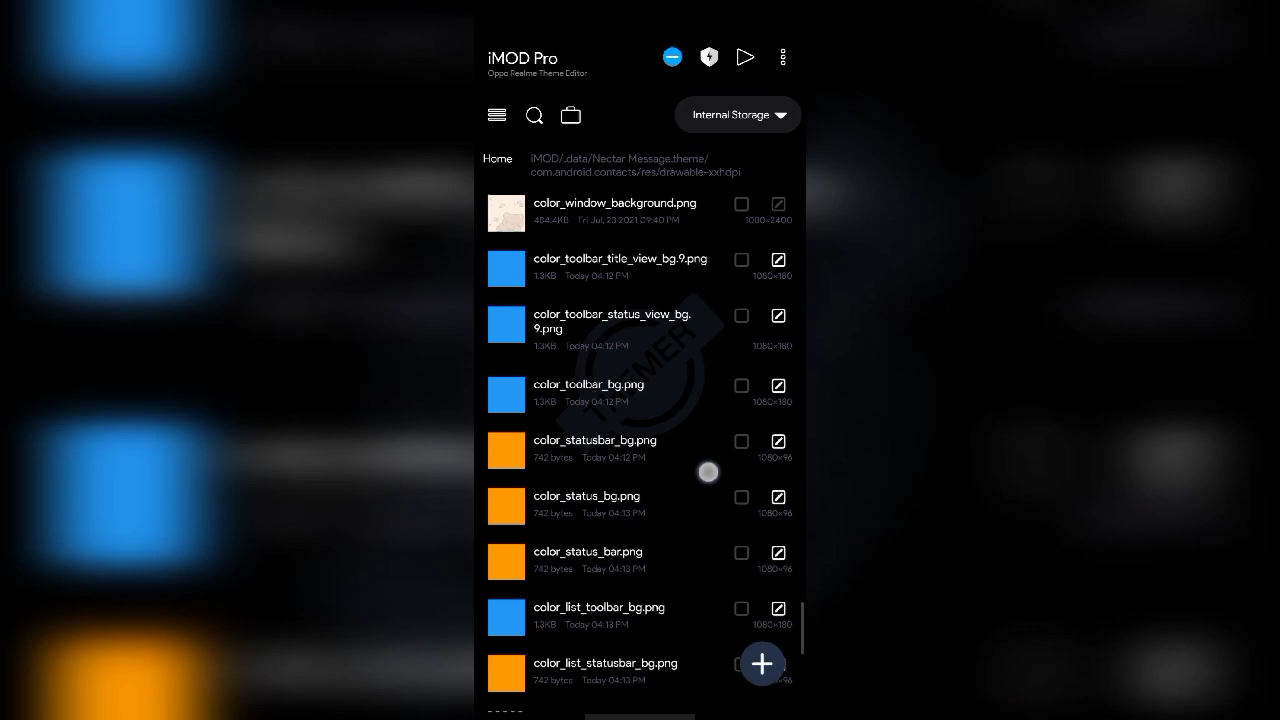 iMOD Pro
Oppo Realme Theme Editor
Internal Storage
Home
iMOD/.data/Nectar Message.theme/
com.android.contacts/res/drawable-xxhdpi
color_window_background.png
484.4KB Fri Jul, 23 2021 09:40 PM 1080×2400
color_toolbar_title_view_bg.9.png
1.3KB Today 04:12 PM 1080×180
color_toolbar_status_view_bg.
9.png
1.3KB Today 04:12 PM 1080×180
color_toolbar_bg.png
1.3KB Today 04:12 PM 1080×180
THEMER
color_statusbar_bg.png
742 bytes Today 04:12 PM 1080×96
color_status_bg.png
742 bytes Today 04:13 PM 1080×96
color_status_bar.png
742 bytes Today 04:13 PM 1080×96
color_list_toolbar_bg.png
1.3KB Today 04:13 PM 1080×180
color_list_statusbar_bg.png
742 bytes Today 04:13 PM ×96